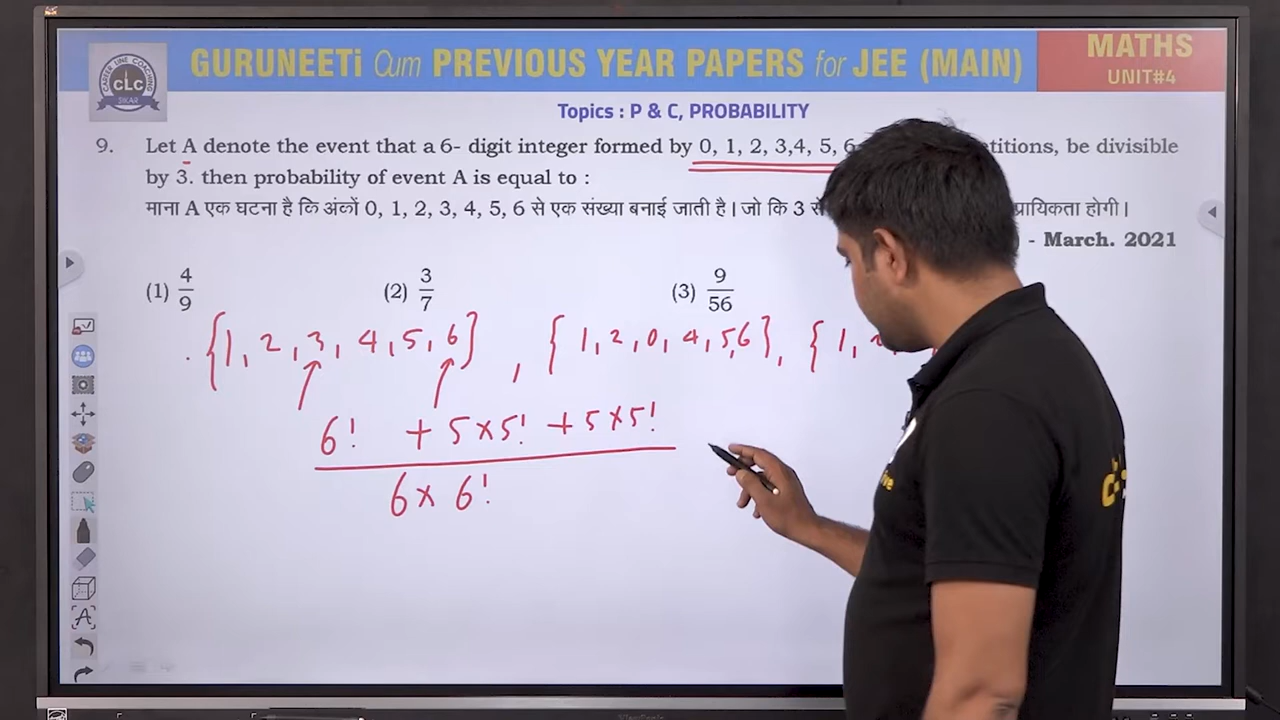 GURUNEETi Cum PREVIOUS YEAR PAPERS for JEE (MAIN)
MATHS
UNIT#4
CAREER LINE COACHING
CLC
SIKAR
Topics : P & C, PROBABILITY
9. Let A denote the event that a 6- digit integer formed by 0, 1, 2, 3,4, 5, 6 be divisible
by 3. then probability of event A is equal to :
माना A एक घटना है कि अंकों 0, 1, 2, 3, 4, 5, 6 से एक संख्या बनाई जाती है। जो कि 3 से प्रायिकता होगी।
- March. 2021
(1) 4/9 (2) 3/7 (3) 9/56
{1, 2, 3, 4, 5, 6} , {1, 2, 0, 4, 5, 6}, {1,
6! + 5×5! + 5×5!
6× 6!